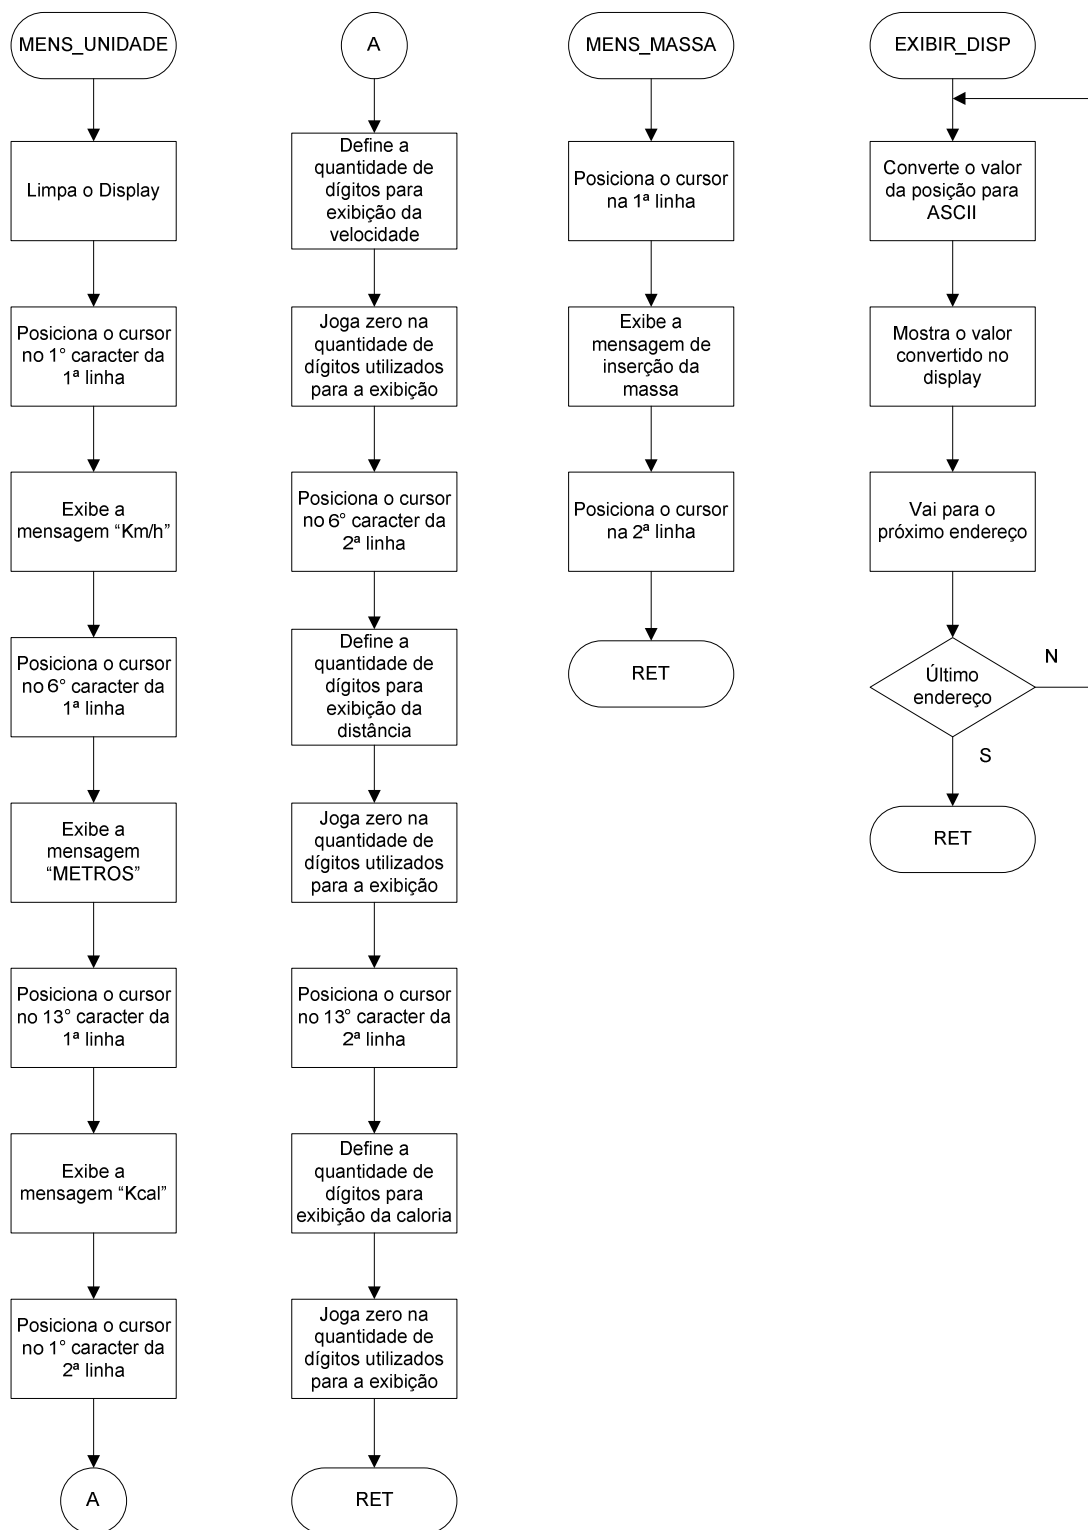 MENS_UNIDADE
Limpa o Display
Posiciona o cursor
no 1° caracter da
1ª linha
Exibe a
mensagem “Km/h”
Posiciona o cursor
no 6° caracter da
1ª linha
Exibe a
mensagem
“METROS”
Posiciona o cursor
no 13° caracter da
1ª linha
Exibe a
mensagem “Kcal”
Posiciona o cursor
no 1° caracter da
2ª linha
A
A
Define a
quantidade de
dígitos para
exibição da
velocidade
Joga zero na
quantidade de
dígitos utilizados
para a exibição
Posiciona o cursor
no 6° caracter da
2ª linha
Define a
quantidade de
dígitos para
exibição da
distância
Joga zero na
quantidade de
dígitos utilizados
para a exibição
Posiciona o cursor
no 13° caracter da
2ª linha
Define a
quantidade de
dígitos para
exibição da caloria
Joga zero na
quantidade de
dígitos utilizados
para a exibição
RET
MENS_MASSA
Posiciona o cursor
na 1ª linha
Exibe a
mensagem de
inserção da
massa
Posiciona o cursor
na 2ª linha
RET
EXIBIR_DISP
Converte o valor
da posição para
ASCII
Mostra o valor
convertido no
display
Vai para o
próximo endereço
Último
endereço
N
S
RET